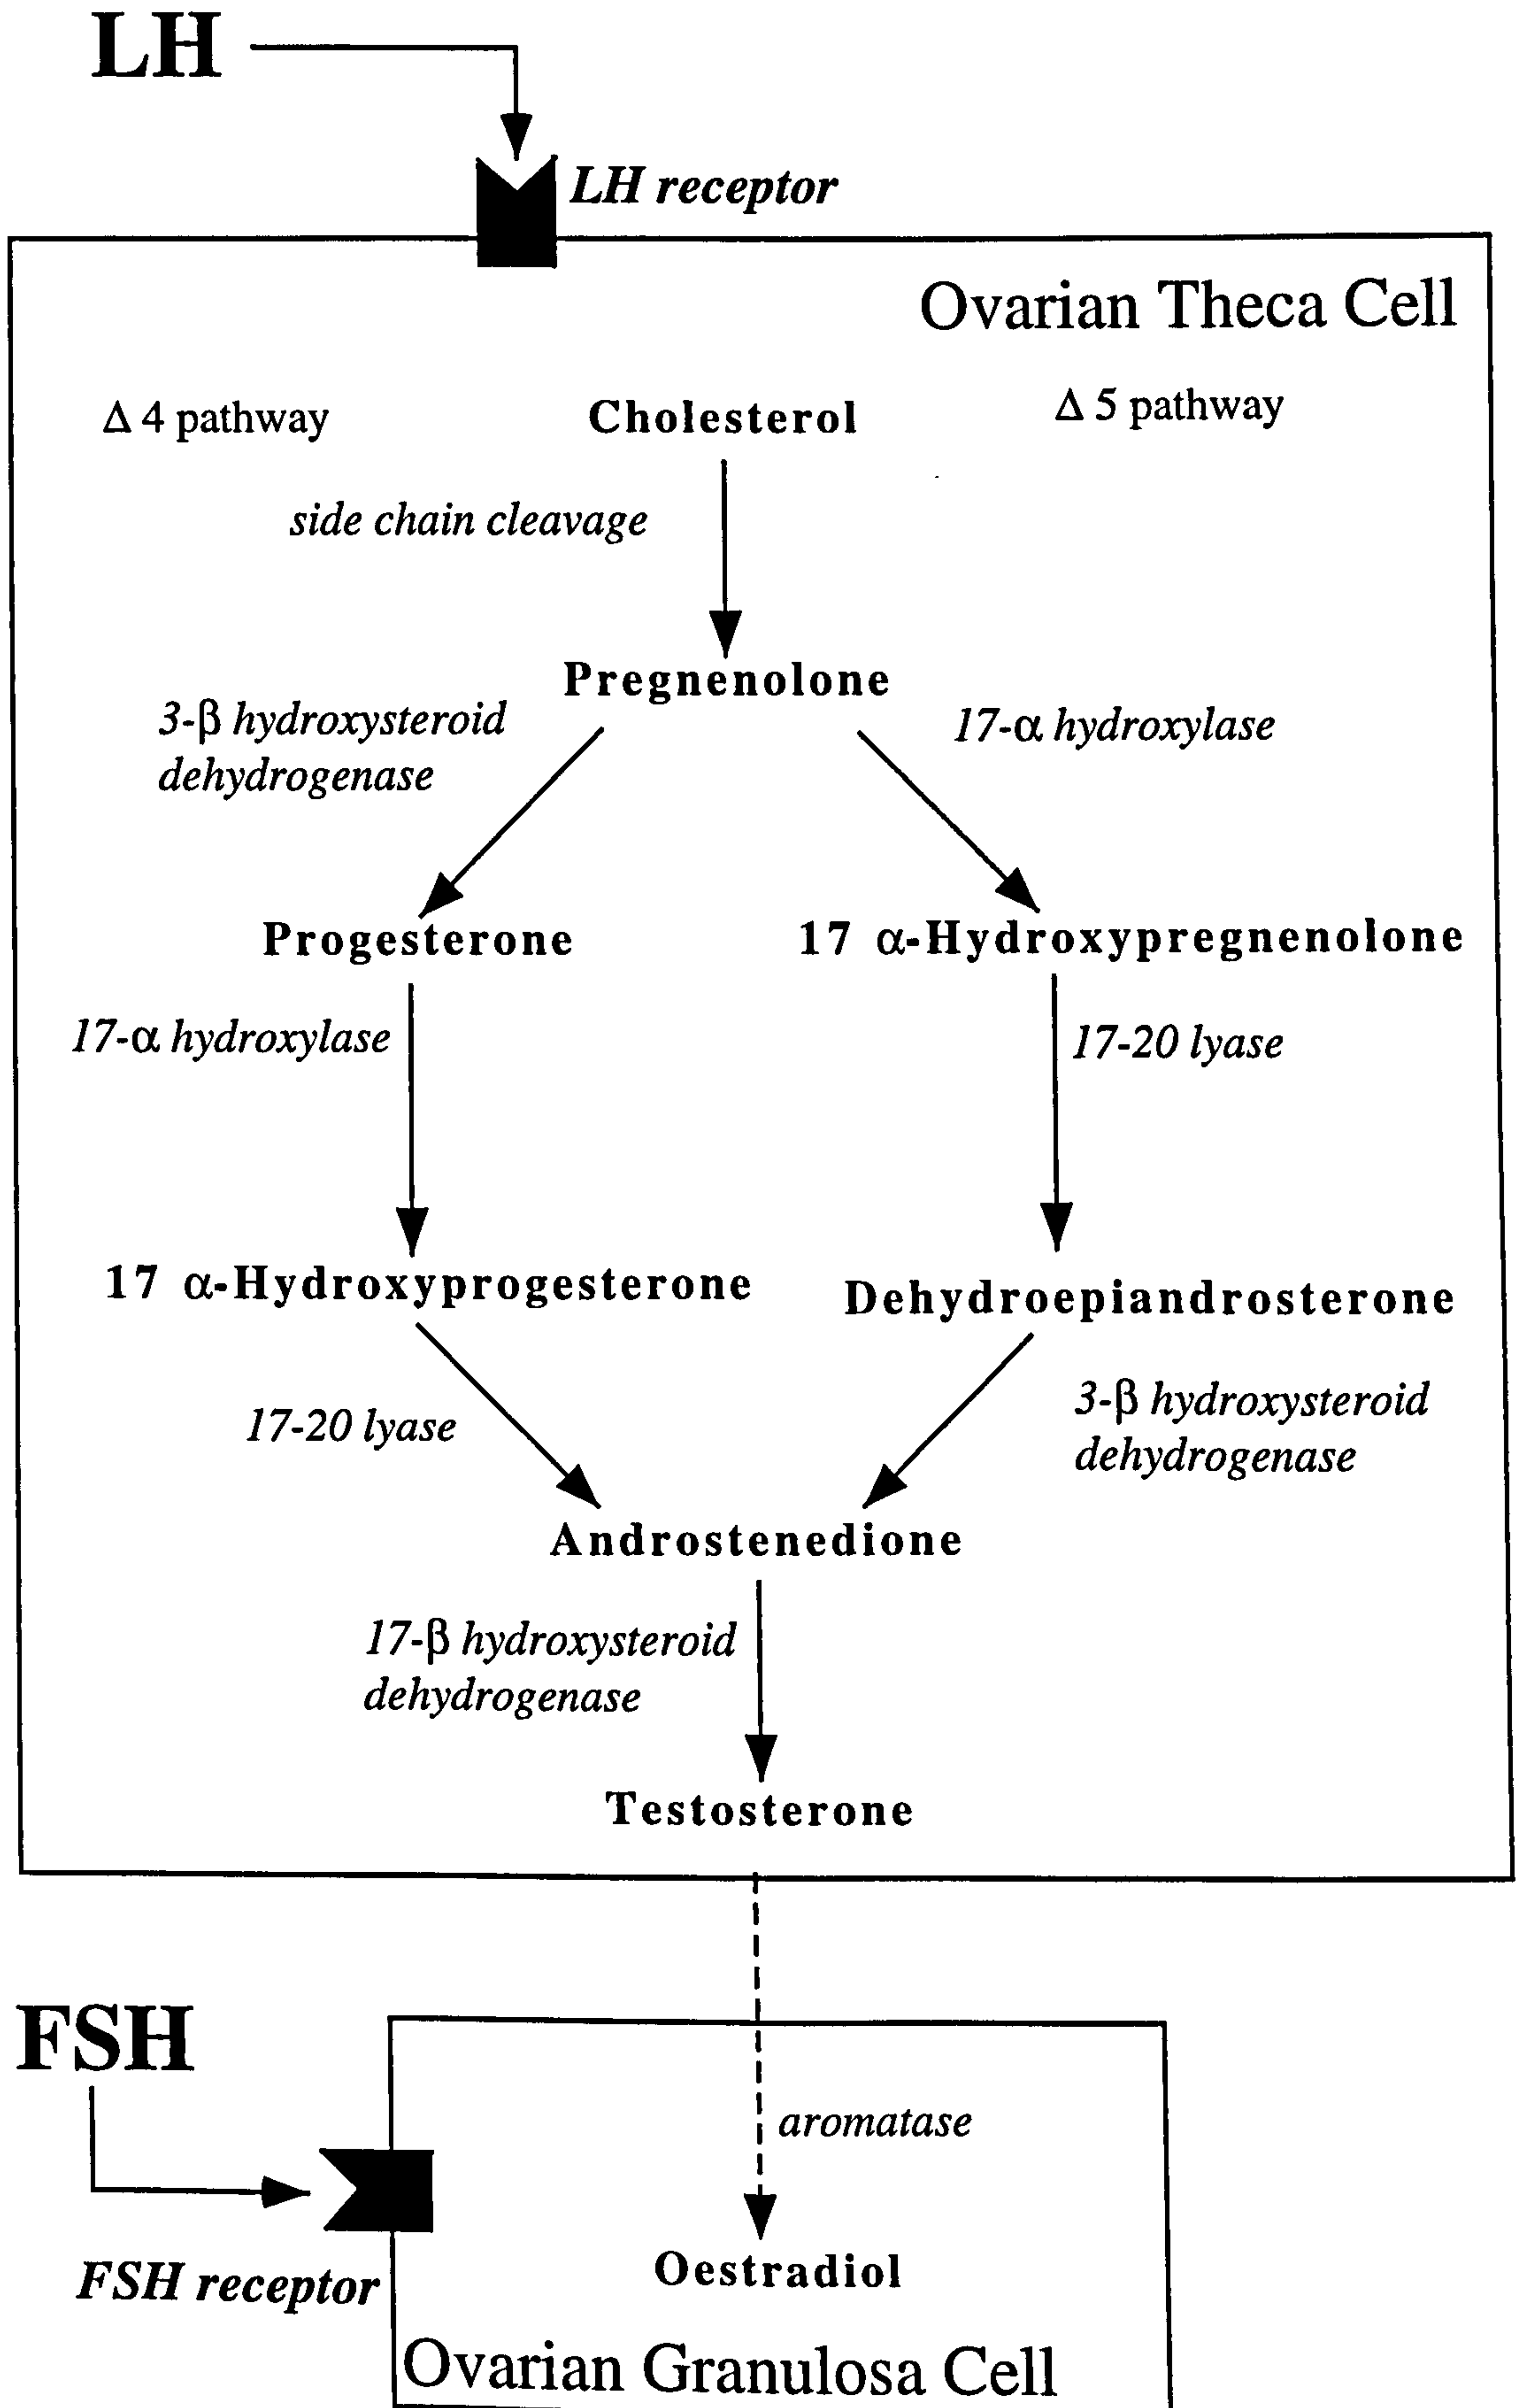 LH
LH receptor
Ovarian Theca Cell
Δ 4 pathway
Cholesterol
Δ 5 pathway
side chain cleavage
Pregnenolone
3-β hydroxysteroid
dehydrogenase
17-α hydroxylase
Progesterone
17 α-Hydroxypregnenolone
17-α hydroxylase
17-20 lyase
17 α-Hydroxyprogesterone
Dehydroepiandrosterone
17-20 lyase
3-β hydroxysteroid
dehydrogenase
Androstenedione
17-β hydroxysteroid
dehydrogenase
Testosterone
FSH
aromatase
FSH receptor
Oestradiol
Ovarian Granulosa Cell